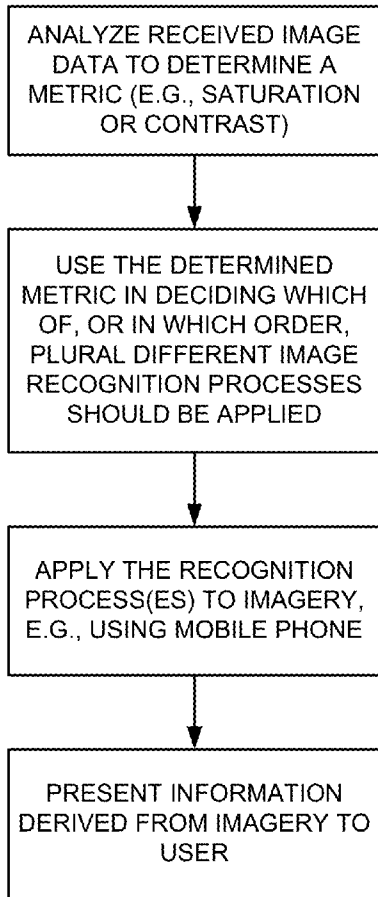 ANALYZE RECEIVED IMAGE
DATA TO DETERMINE A
METRIC (E.G., SATURATION
OR CONTRAST)
USE THE DETERMINED
METRIC IN DECIDING WHICH
OF, OR IN WHICH ORDER,
PLURAL DIFFERENT IMAGE
RECOGNITION PROCESSES
SHOULD BE APPLIED
APPLY THE RECOGNITION
PROCESS(ES) TO IMAGERY,
E.G., USING MOBILE PHONE
PRESENT INFORMATION
DERIVED FROM IMAGERY TO
USER